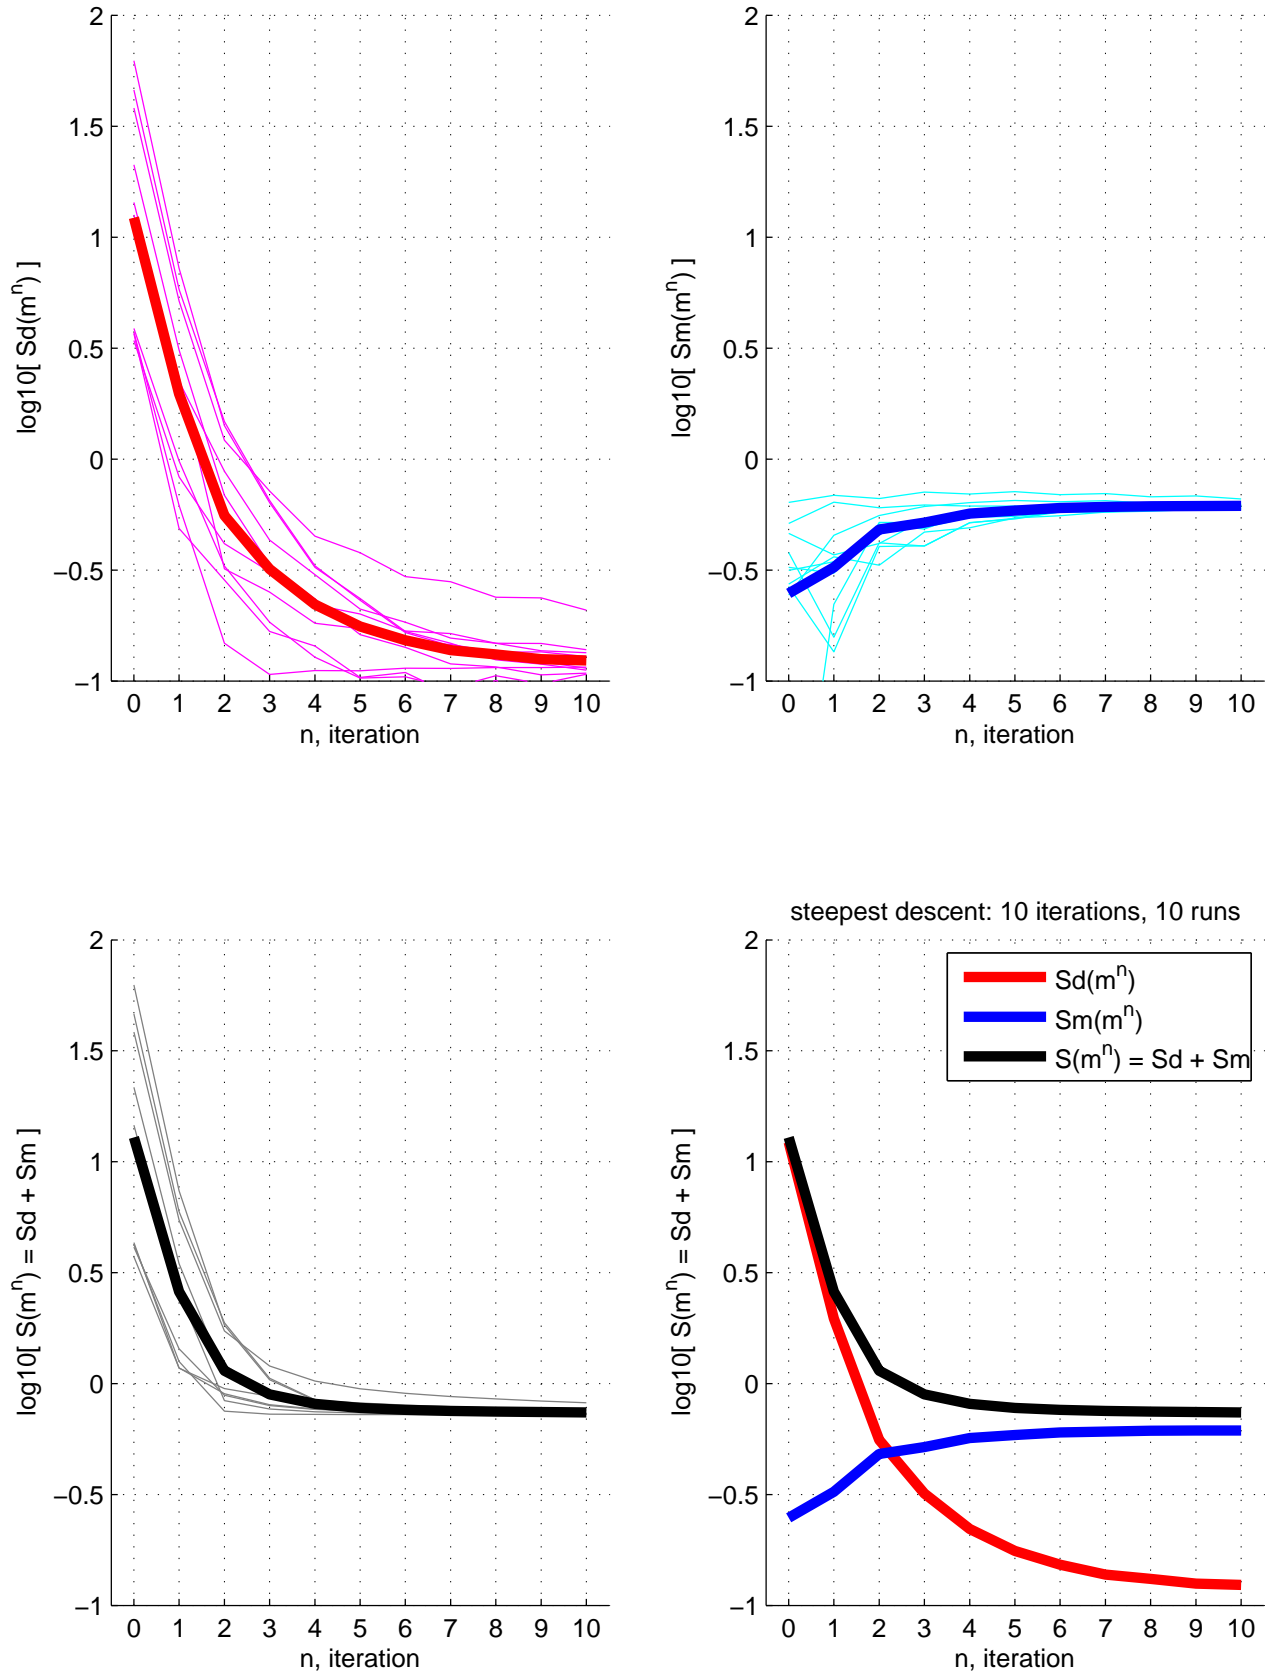 2
1.5
1
0.5
0
−0.5
−1
0 1 2 3 4 5 6 7 8 9 10
n, iteration
log10[ Sd(m^n) ]
2
1.5
1
0.5
0
−0.5
−1
0 1 2 3 4 5 6 7 8 9 10
n, iteration
log10[ Sm(m^n) ]
2
1.5
1
0.5
0
−0.5
−1
0 1 2 3 4 5 6 7 8 9 10
n, iteration
log10[ S(m^n) = Sd + Sm ]
steepest descent: 10 iterations, 10 runs
Sd(m^n)
Sm(m^n)
S(m^n) = Sd + Sm
2
1.5
1
0.5
0
−0.5
−1
0 1 2 3 4 5 6 7 8 9 10
n, iteration
log10[ S(m^n) = Sd + Sm ]